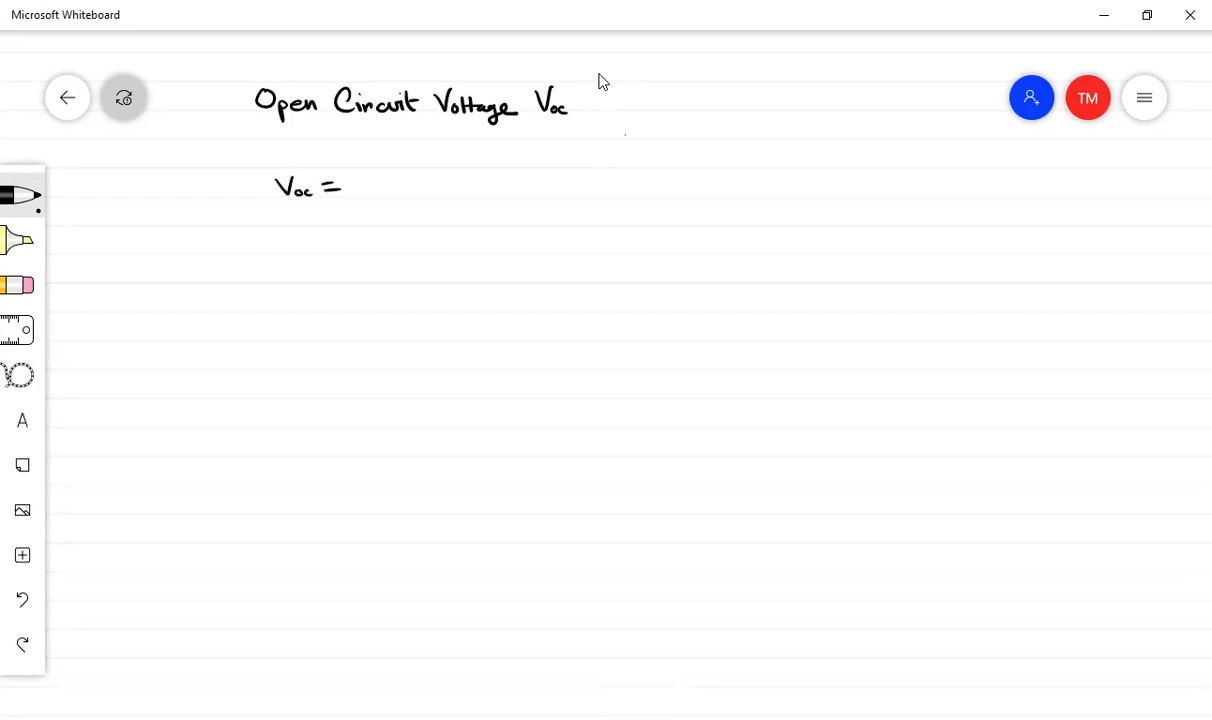 Microsoft Whiteboard
Open Circuit Voltage Voc
TM
Voc =
A